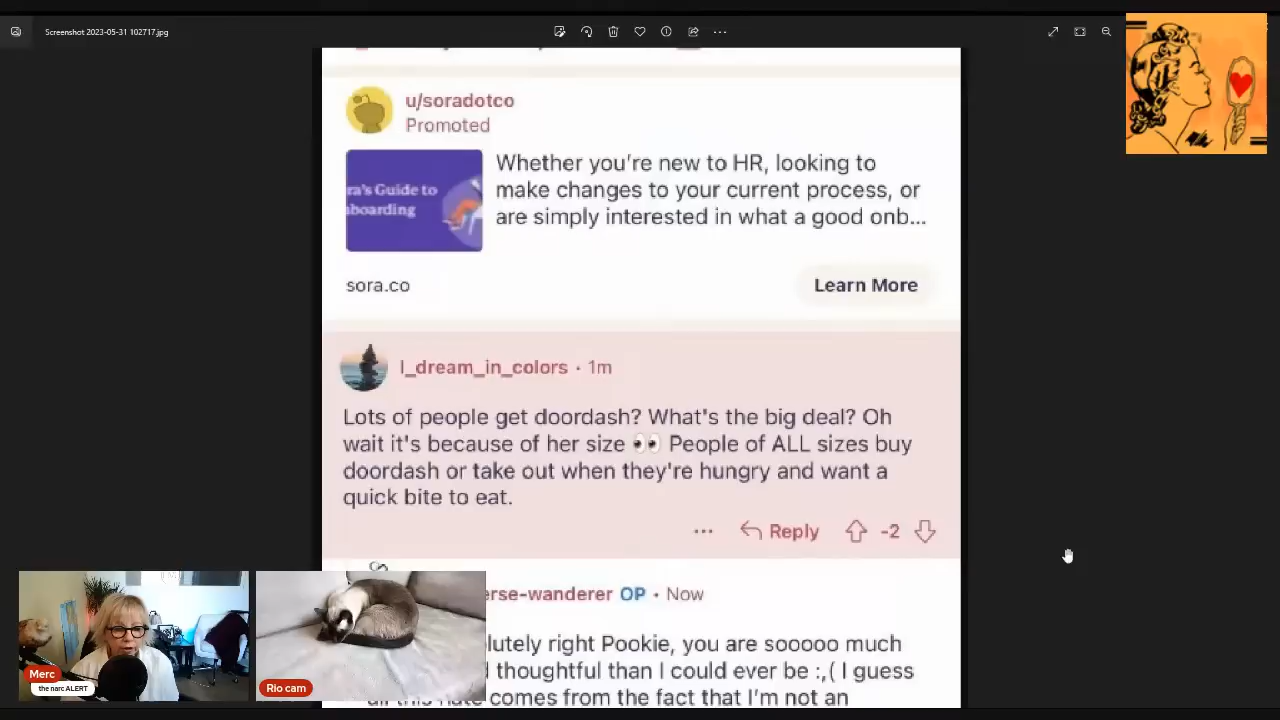 Screenshot 2023-05-31 102717.jpg
u/soradotco
Promoted
ra's Guide to
boarding
Whether you're new to HR, looking to
make changes to your current process, or
are simply interested in what a good onb...
sora.co
Learn More
I_dream_in_colors · 1m
Lots of people get doordash? What's the big deal? Oh
wait it's because of her size 👀 People of ALL sizes buy
doordash or take out when they're hungry and want a
quick bite to eat.
Reply
-2
erse-wanderer OP · Now
lutely right Pookie, you are sooooo much
thoughtful than I could ever be :,( I guess
comes from the fact that I'm not an
Merc
the narc ALERT
Rio cam